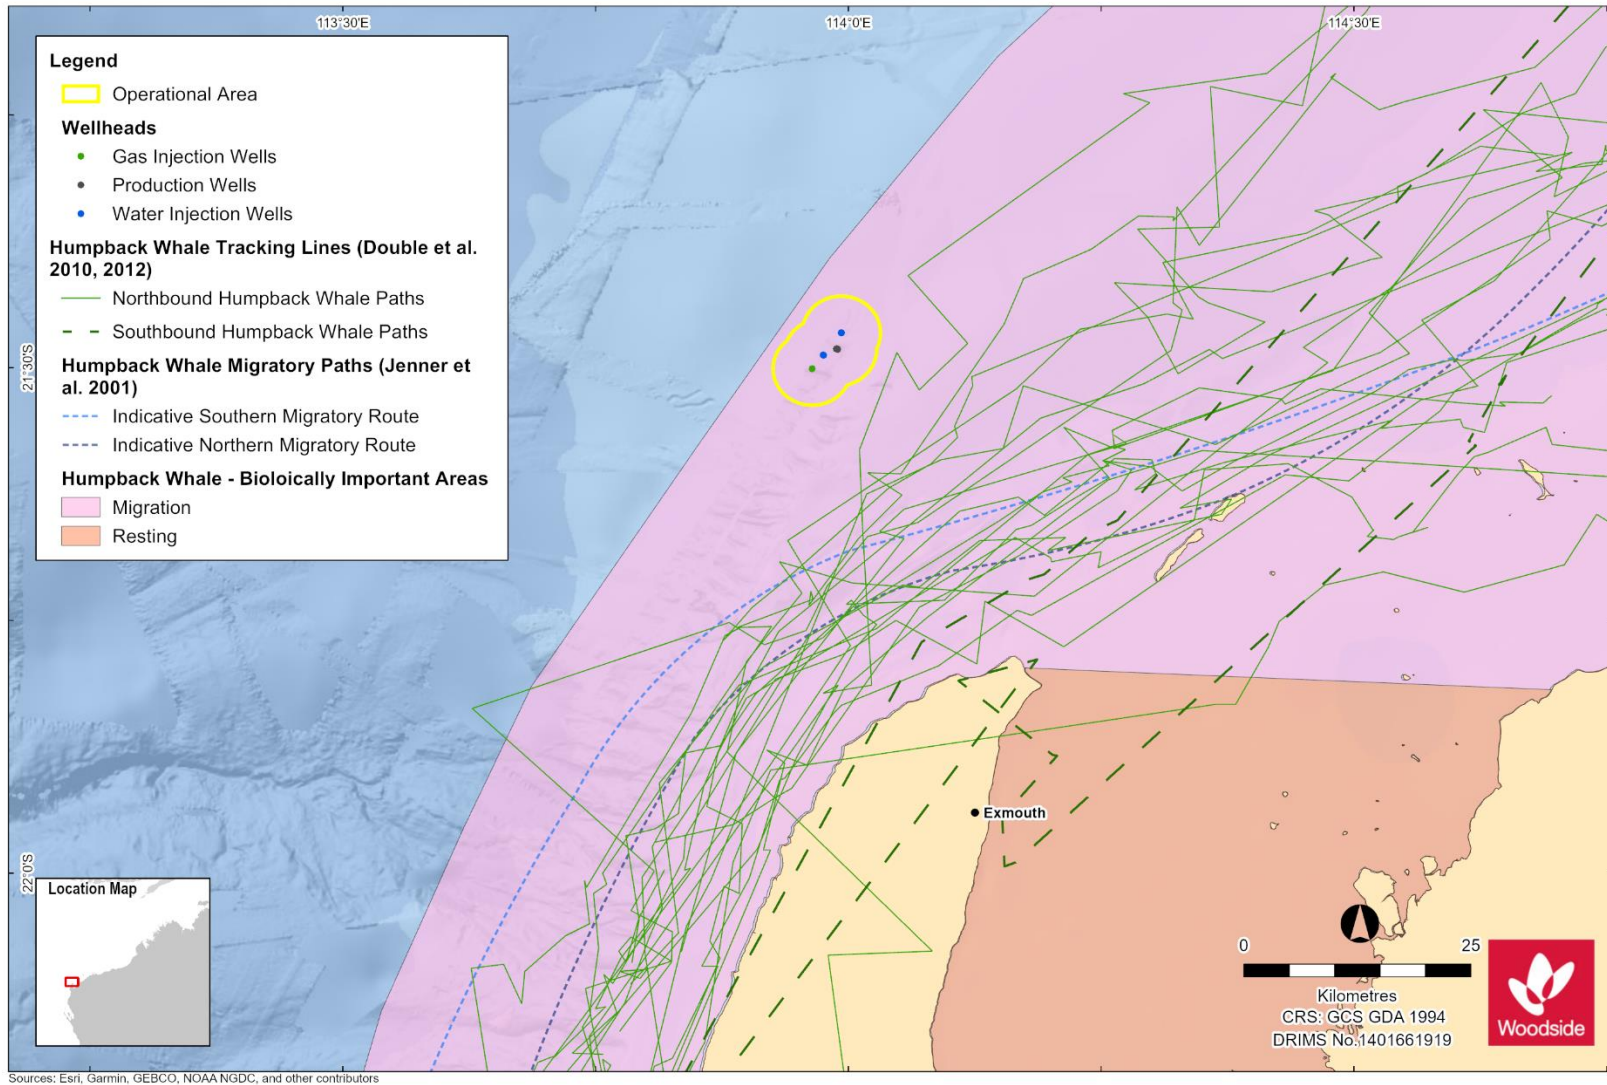 113°30'E
114°0'E
114°30'E
Legend
Operational Area
Wellheads
Gas Injection Wells
Production Wells
Water Injection Wells
Humpback Whale Tracking Lines (Double et al.
2010, 2012)
Northbound Humpback Whale Paths
Southbound Humpback Whale Paths
Humpback Whale Migratory Paths (Jenner et
al. 2001)
Indicative Southern Migratory Route
Indicative Northern Migratory Route
Humpback Whale - Bioloically Important Areas
Migration
Resting
21°30'S
22°0'S
Exmouth
Location Map
0
25
Kilometres
CRS: GCS GDA 1994
DRIMS No.1401661919
Woodside
Sources: Esri, Garmin, GEBCO, NOAA NGDC, and other contributors